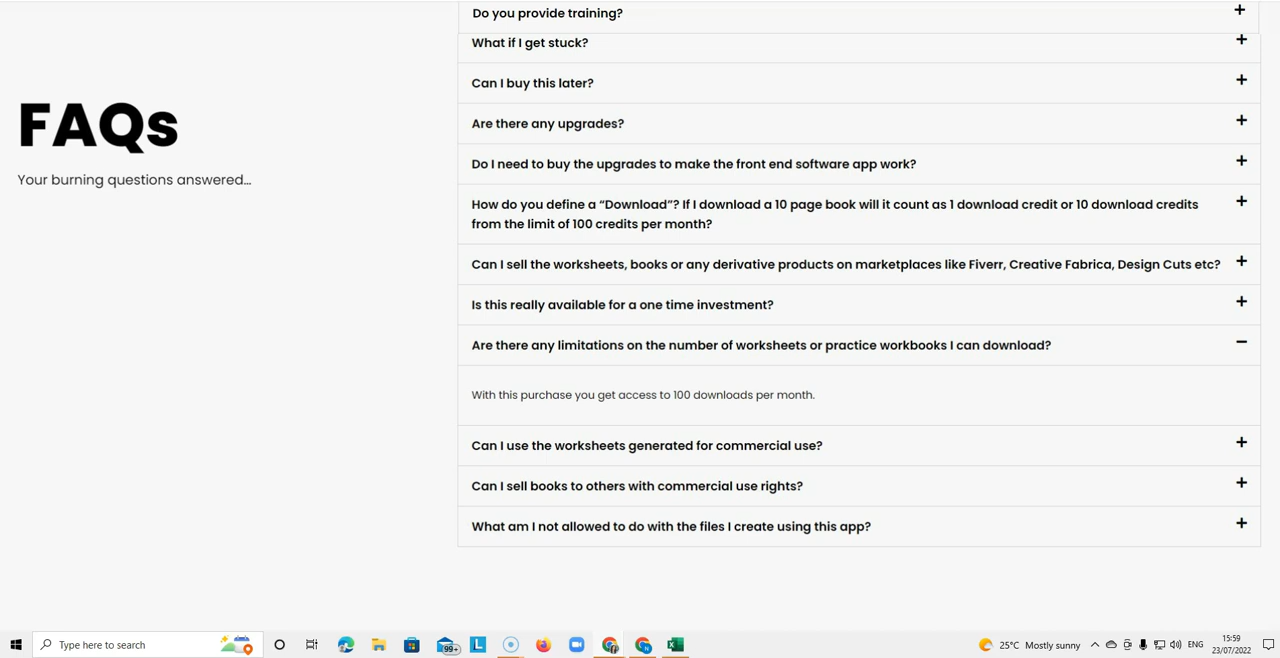 Do you provide training?
What if I get stuck?
Can I buy this later?
Are there any upgrades?
FAQs
Your burning questions answered...
Do I need to buy the upgrades to make the front end software app work?
How do you define a “Download”? If I download a 10 page book will it count as 1 download credit or 10 download credits
from the limit of 100 credits per month?
Can I sell the worksheets, books or any derivative products on marketplaces like Fiverr, Creative Fabrica, Design Cuts etc?
Is this really available for a one time investment?
Are there any limitations on the number of worksheets or practice workbooks I can download?
With this purchase you get access to 100 downloads per month.
Can I use the worksheets generated for commercial use?
Can I sell books to others with commercial use rights?
What am I not allowed to do with the files I create using this app?
Type here to search
99+
L
N
25°C Mostly sunny
ENG
15:59
23/07/2022